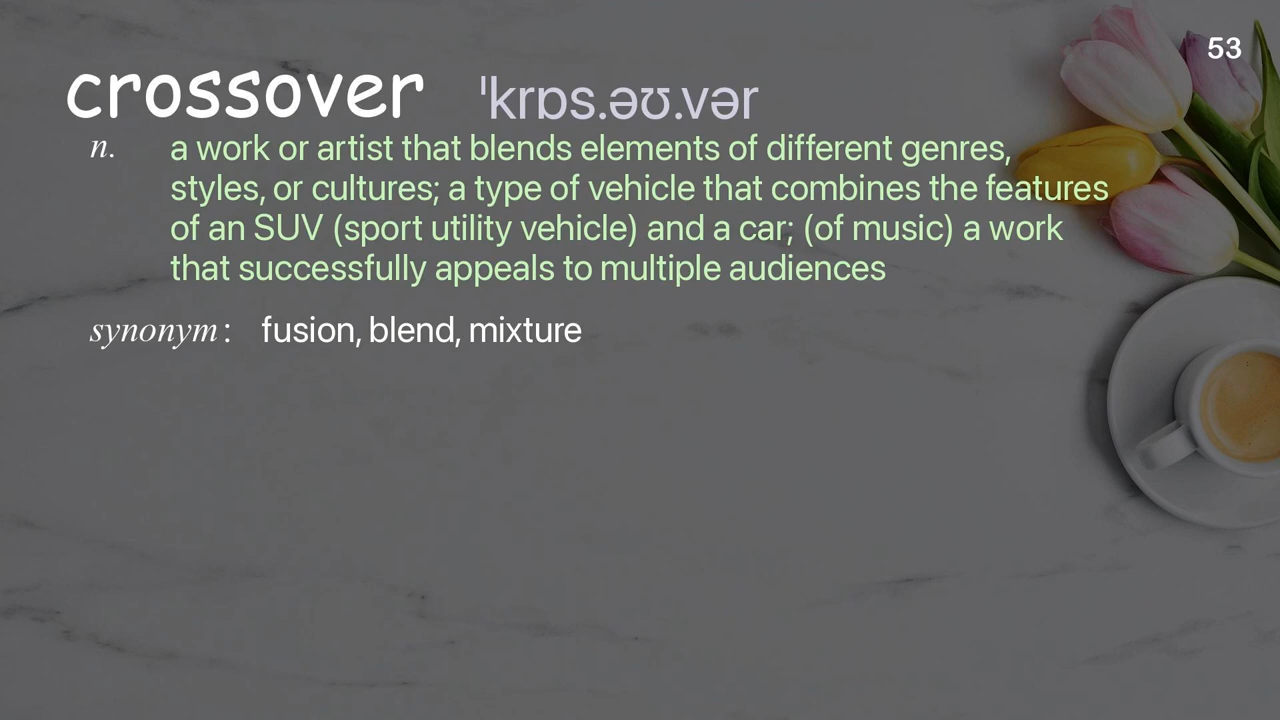 53
crossover ˈkrɒs.əʊ.vər
n. a work or artist that blends elements of different genres,
styles, or cultures; a type of vehicle that combines the features
of an SUV (sport utility vehicle) and a car; (of music) a work
that successfully appeals to multiple audiences
synonym: fusion, blend, mixture